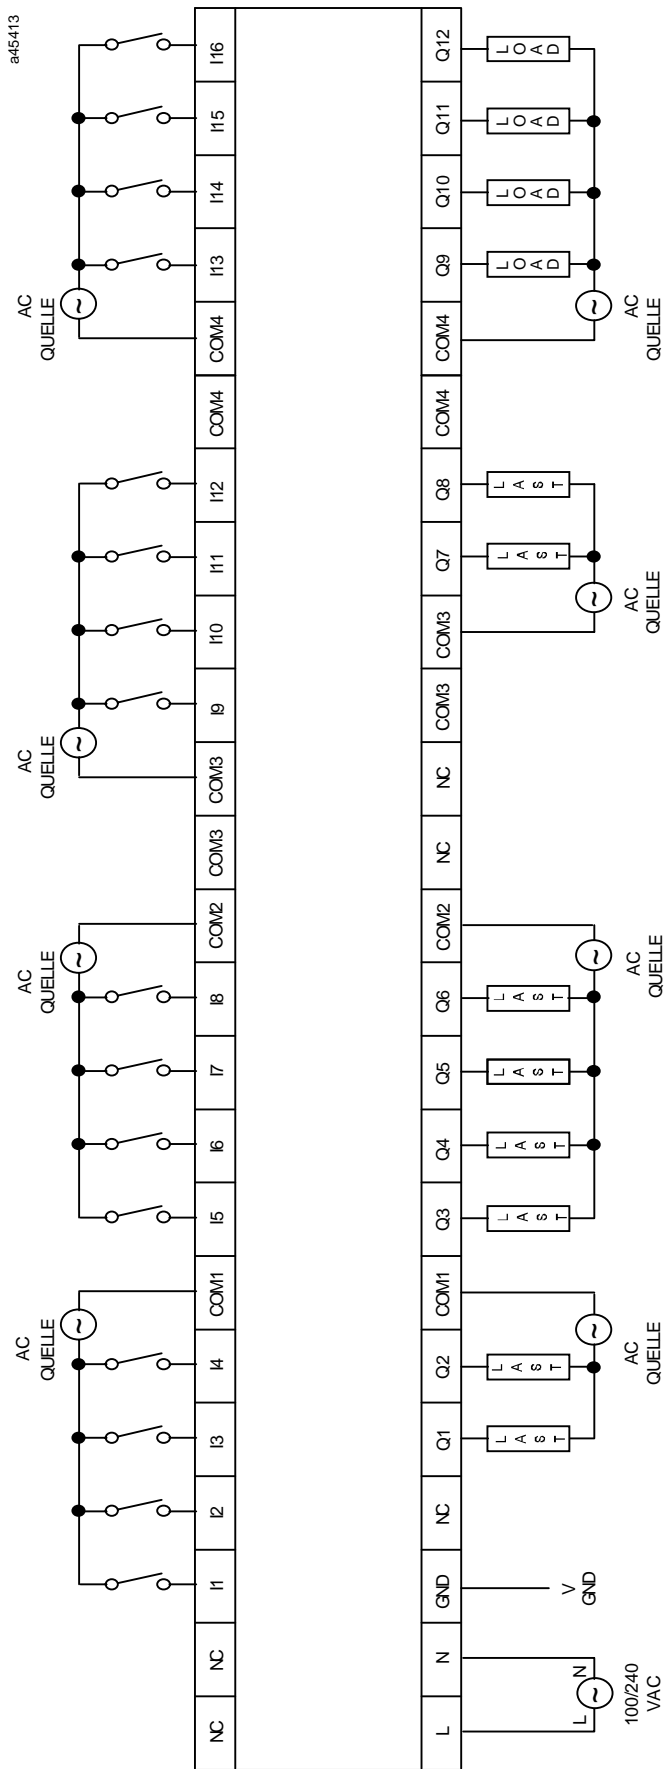 a45413
AC
QUELLE
AC
QUELLE
AC
QUELLE
AC
QUELLE
NC
NC
I1
I2
I3
I4
COM1
I5
I6
I7
I8
COM2
COM3
COM3
I9
I10
I11
I12
COM4
COM4
I13
I14
I15
I16
L
N
GND
NC
Q1
Q2
COM1
Q3
Q4
Q5
Q6
COM2
NC
NC
COM3
COM3
Q7
Q8
COM4
COM4
Q9
Q10
Q11
Q12
LAST
LAST
LAST
LAST
LAST
LAST
LAST
LAST
LOAD
LOAD
LOAD
LOAD
L
N
100/240
VAC
V
GND
AC
QUELLE
AC
QUELLE
AC
QUELLE
AC
QUELLE